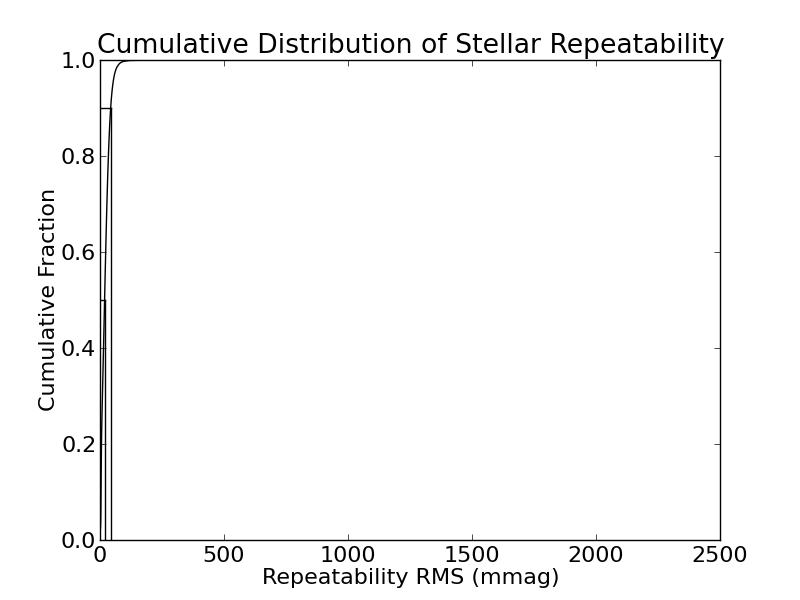 Cumulative Distribution of Stellar Repeatability
1.0
0.8
0.6
0.4
0.2
0.0
Cumulative Fraction
0 500 1000 1500 2000 2500
Repeatability RMS (mmag)